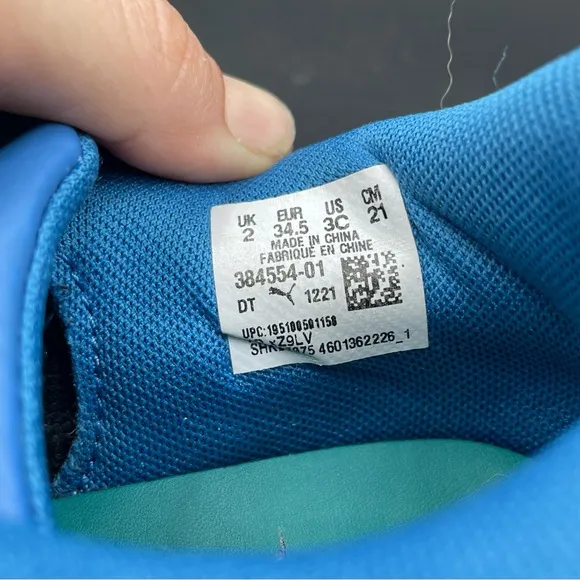 UK EUR US CM
2 34.5 3C 21
MADE IN CHINA
FABRIQUE EN CHINE
384554-01
DT 1221
UPC:195100501158
4601362226_1